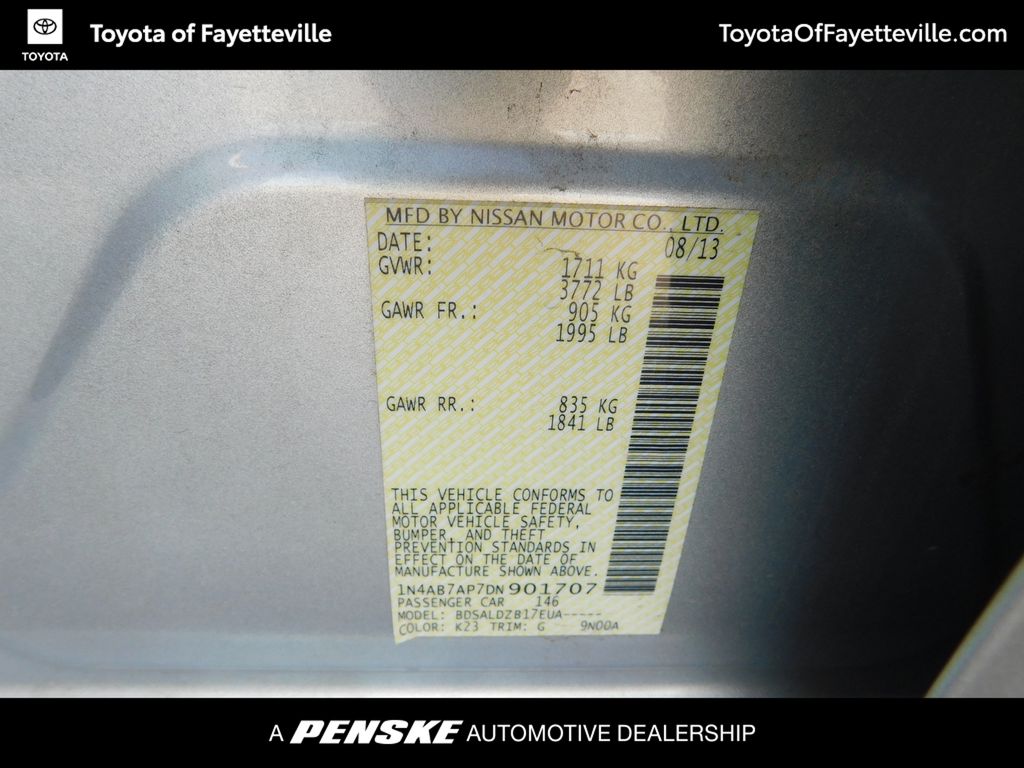 TOYOTA
Toyota of Fayetteville
ToyotaOfFayetteville.com
MFD BY NISSAN MOTOR CO., LTD.
DATE: 08/13
GVWR: 1711 KG
3772 LB
GAWR FR.: 905 KG
1995 LB
GAWR RR.: 835 KG
1841 LB
THIS VEHICLE CONFORMS TO
ALL APPLICABLE FEDERAL
MOTOR VEHICLE SAFETY,
BUMPER, AND THEFT
PREVENTION STANDARDS IN
EFFECT ON THE DATE OF
MANUFACTURE SHOWN ABOVE.
1N4AB7AP7DN901707
PASSENGER CAR 146
MODEL: BDSALDZB17EUA-----
COLOR: K23 TRIM: G 9N00A
A PENSKE AUTOMOTIVE DEALERSHIP